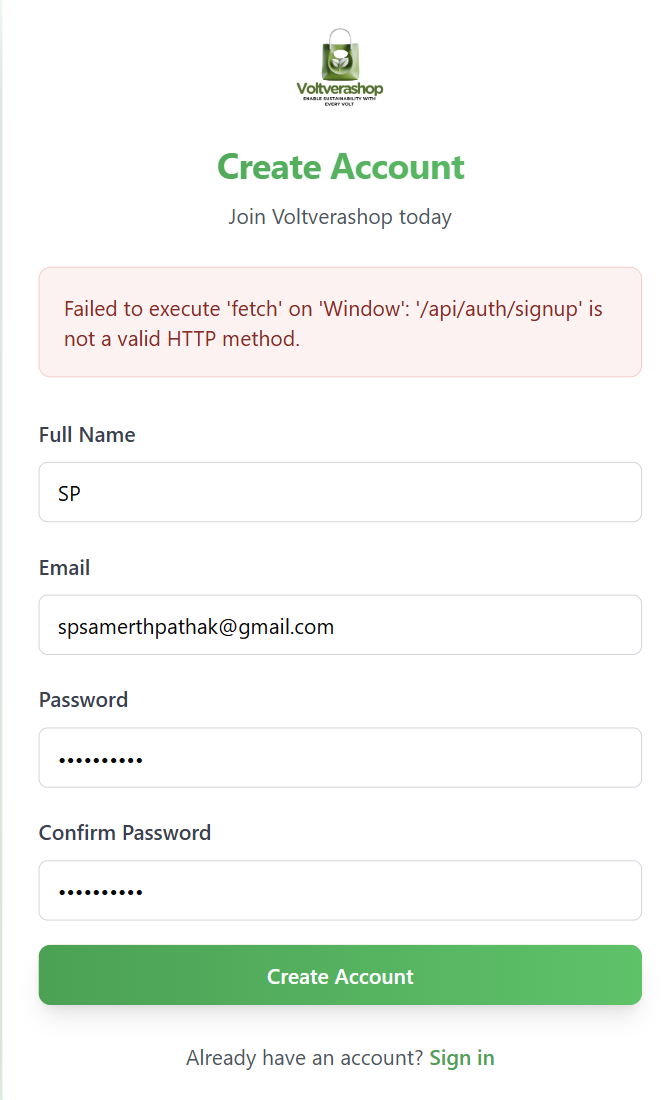 Voltverashop
ENABLE SUSTAINABILITY WITH
EVERY VOLT
Create Account
Join Voltverashop today
Failed to execute 'fetch' on 'Window': '/api/auth/signup' is
not a valid HTTP method.
Full Name
SP
Email
spsamerthpathak@gmail.com
Password
••••••••••
Confirm Password
••••••••••
Create Account
Already have an account? Sign in